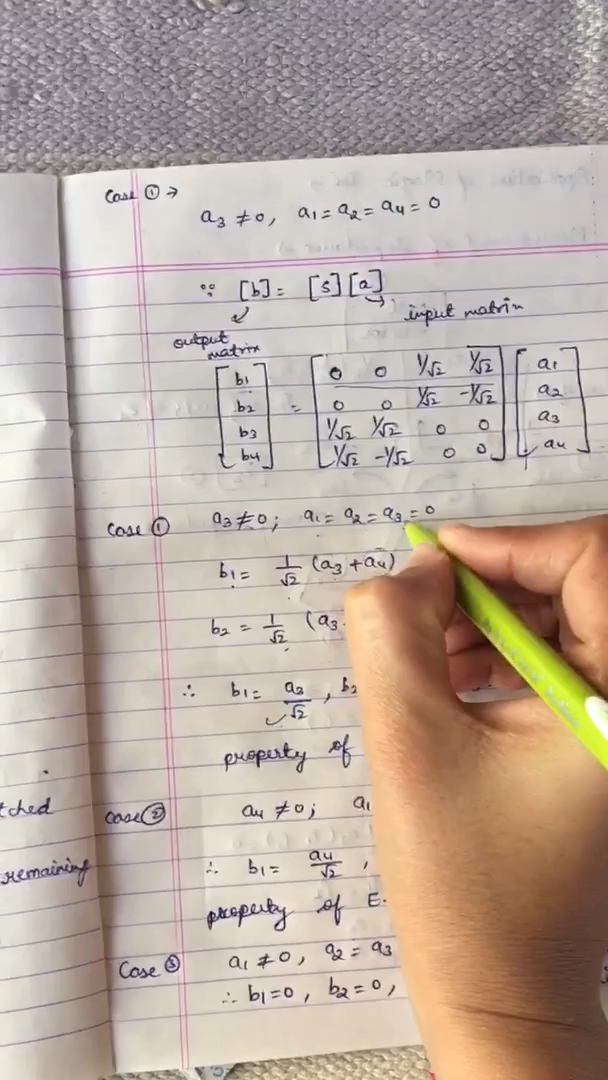 Case ① →
a3 ≠ 0, a1 = a2 = a4 = 0
∵ [b] = [s][a]
output matrix
input matrix
[b1] = [0 0 1/√2 1/√2] [a1]
[b2] [0 0 1/√2 -1/√2] [a2]
[b3] [1/√2 1/√2 0 0] [a3]
[b4] [1/√2 -1/√2 0 0] [a4]
Case ① a3 ≠ 0; a1 = a2 = a3 = 0
b1 = 1/√2 (a3 + a4)
b2 = 1/√2 (a3
∴ b1 = a3/√2 , b2
property of
tched
Case ② a4 ≠ 0; a1
remaining
∴ b1 = a4/√2 ,
property of E.
Case ③ a1 ≠ 0, a2 = a3
∴ b1 = 0, b2 = 0,